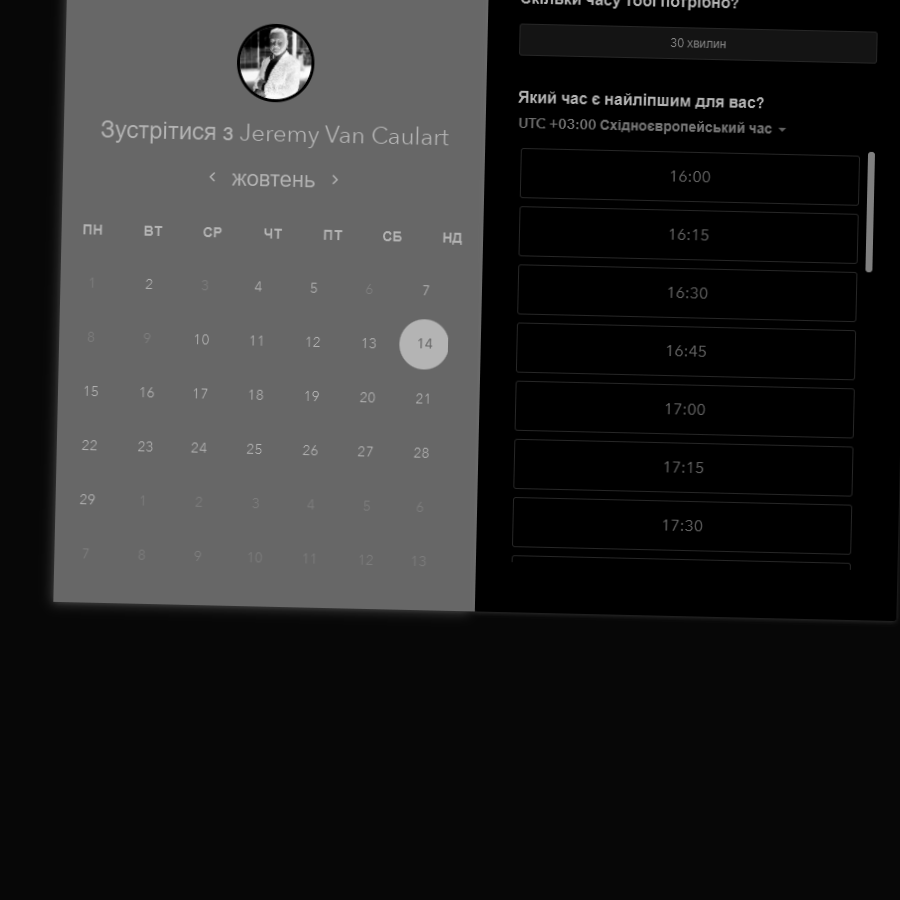 Зустрітися з Jeremy Van Caulart
‹ жовтень ›
ПН ВТ СР ЧТ ПТ СБ НД
1 2 3 4 5 6 7
8 9 10 11 12 13 14
15 16 17 18 19 20 21
22 23 24 25 26 27 28
29 1 2 3 4 5 6
7 8 9 10 11 12 13
Скільки часу тобі потрібно?
30 хвилин
Який час є найліпшим для вас?
UTC +03:00 Східноєвропейський час
16:00
16:15
16:30
16:45
17:00
17:15
17:30